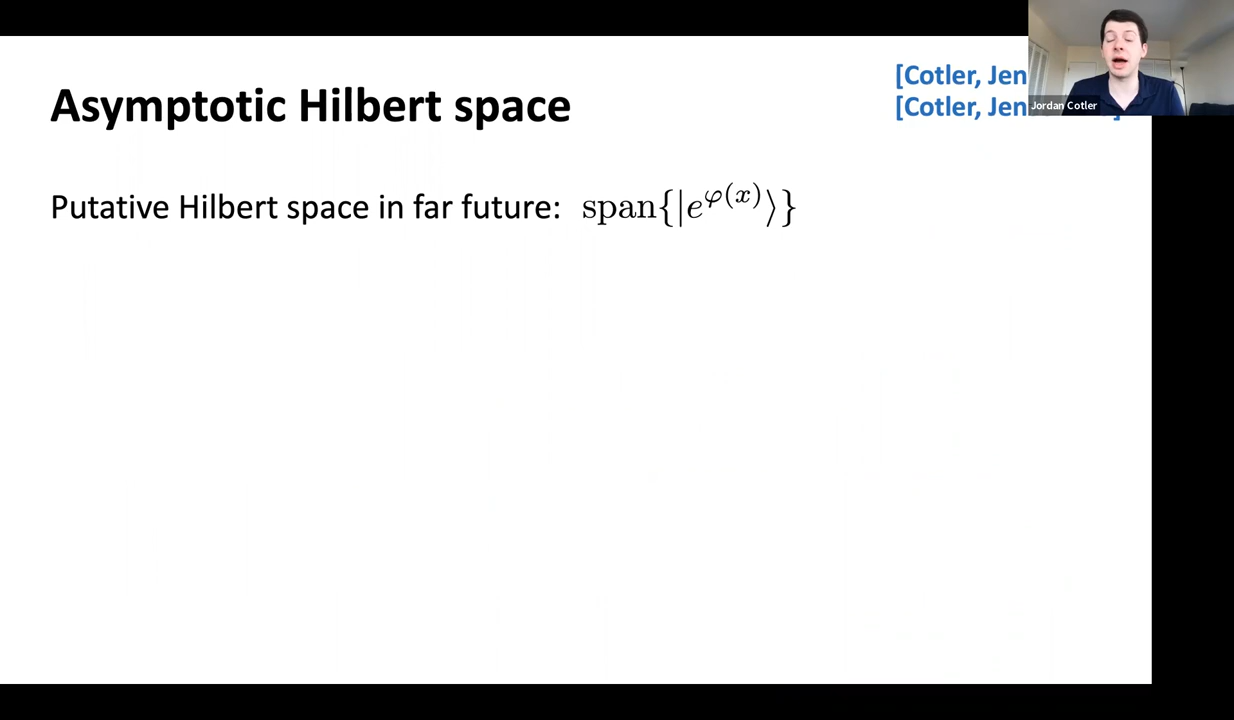 Asymptotic Hilbert space
[Cotler, Jen
[Cotler, Jen ]
Jordan Cotler
Putative Hilbert space in far future: span{|e^{φ(x)}⟩}